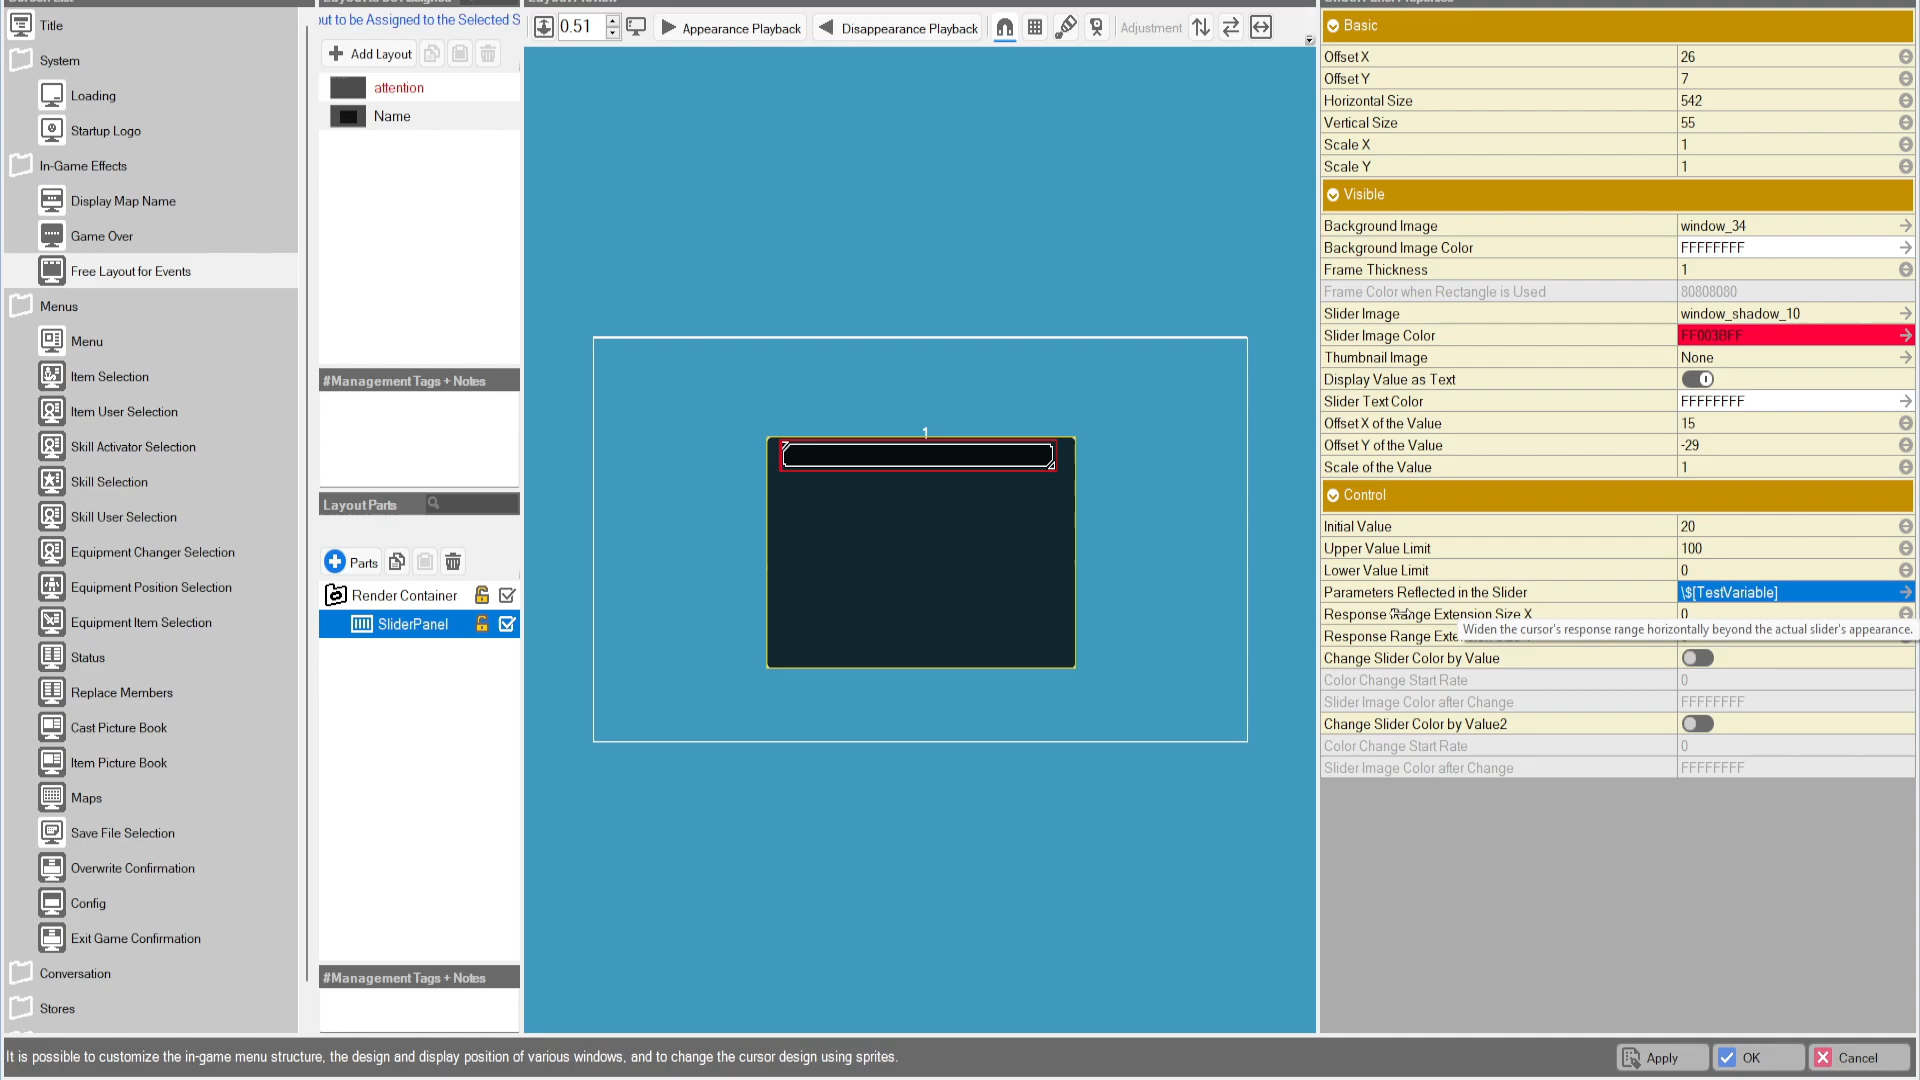 Title
System
Loading
Startup Logo
In-Game Effects
Display Map Name
Game Over
Free Layout for Events
Menus
Menu
Item Selection
Item User Selection
Skill Activator Selection
Skill Selection
Skill User Selection
Equipment Changer Selection
Equipment Position Selection
Equipment Item Selection
Status
Replace Members
Cast Picture Book
Item Picture Book
Maps
Save File Selection
Overwrite Confirmation
Config
Exit Game Confirmation
Conversation
Stores
out to be Assigned to the Selected S
Add Layout
attention
Name
#Management Tags + Notes
Layout Parts
Parts
Render Container
SliderPanel
#Management Tags + Notes
0.51
Appearance Playback
Disappearance Playback
Adjustment
1
Basic
Offset X 26
Offset Y 7
Horizontal Size 542
Vertical Size 55
Scale X 1
Scale Y 1
Visible
Background Image window_34
Background Image Color FFFFFFFF
Frame Thickness 1
Frame Color when Rectangle is Used 80808080
Slider Image window_shadow_10
Slider Image Color FF003BFF
Thumbnail Image None
Display Value as Text
Slider Text Color FFFFFFFF
Offset X of the Value 15
Offset Y of the Value -29
Scale of the Value 1
Control
Initial Value 20
Upper Value Limit 100
Lower Value Limit 0
Parameters Reflected in the Slider \$[TestVariable]
Response Range Extension Size X 0
Widen the cursor's response range horizontally beyond the actual slider's appearance.
Response Range Exte
Change Slider Color by Value
Color Change Start Rate 0
Slider Image Color after Change FFFFFFFF
Change Slider Color by Value2
Color Change Start Rate 0
Slider Image Color after Change FFFFFFFF
It is possible to customize the in-game menu structure, the design and display position of various windows, and to change the cursor design using sprites.
Apply
OK
Cancel